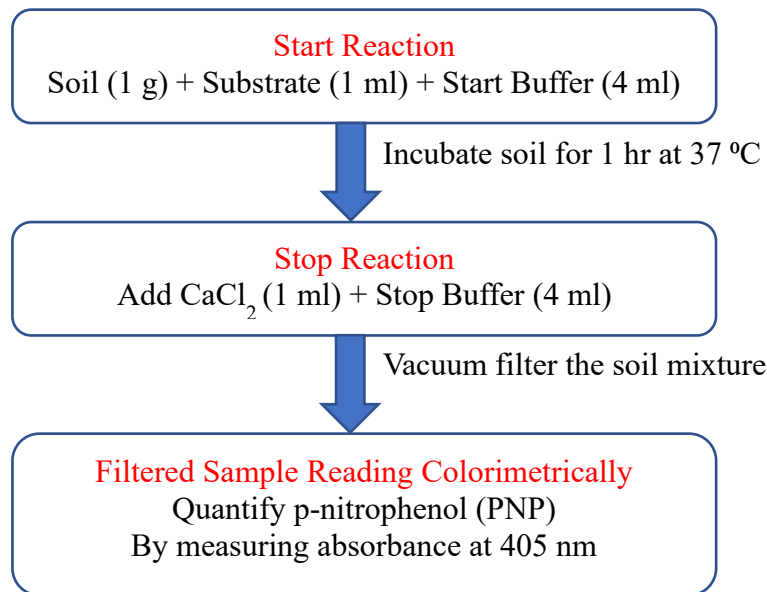 Start Reaction
Soil (1 g) + Substrate (1 ml) + Start Buffer (4 ml)
Incubate soil for 1 hr at 37 ºC
Stop Reaction
Add CaCl₂ (1 ml) + Stop Buffer (4 ml)
Vacuum filter the soil mixture
Filtered Sample Reading Colorimetrically
Quantify p-nitrophenol (PNP)
By measuring absorbance at 405 nm